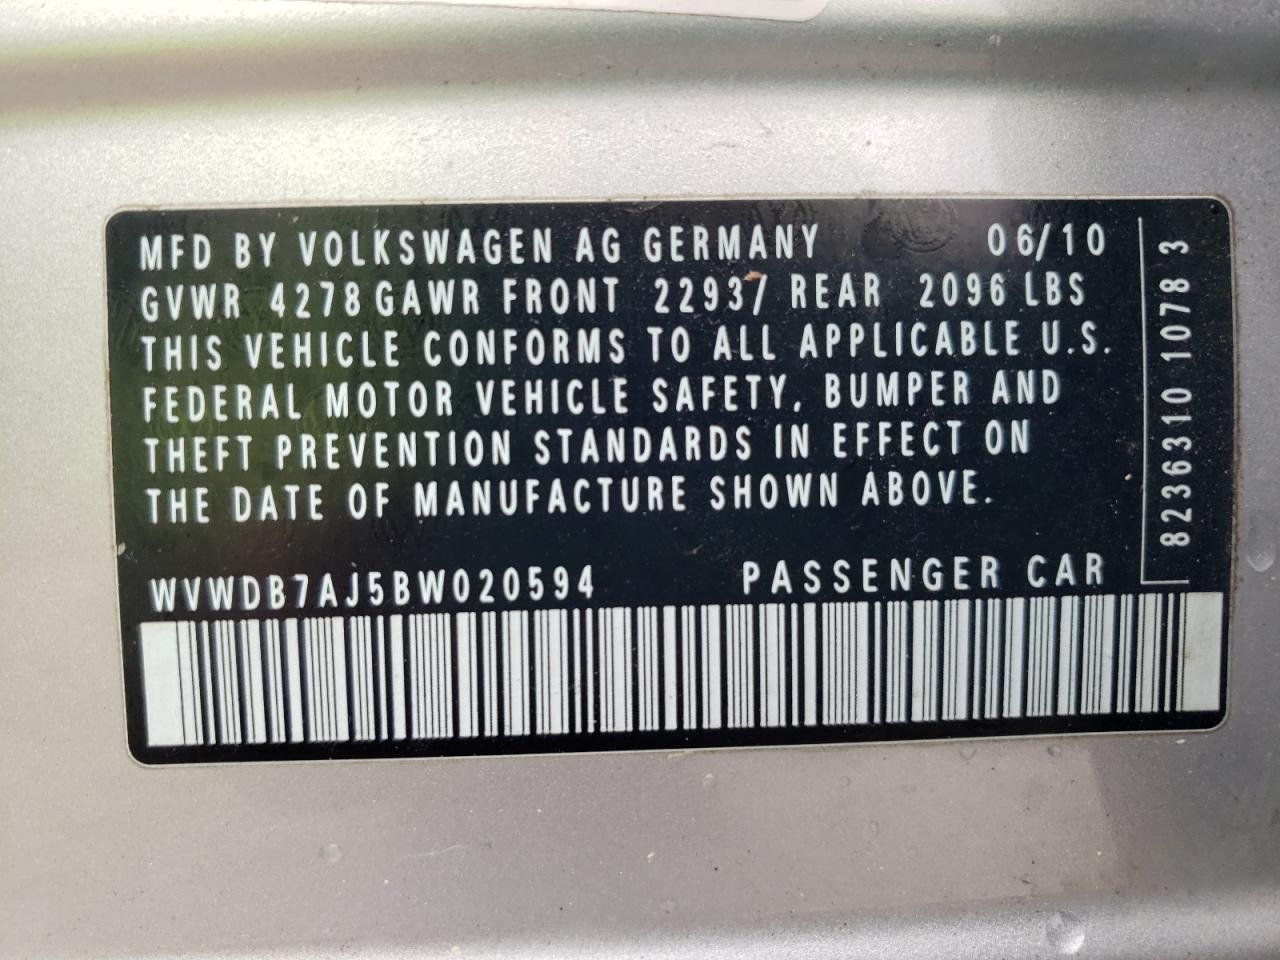 MFD BY VOLKSWAGEN AG GERMANY 06/10
GVWR 4278 GAWR FRONT 22937 REAR 2096 LBS
THIS VEHICLE CONFORMS TO ALL APPLICABLE U.S.
FEDERAL MOTOR VEHICLE SAFETY, BUMPER AND
THEFT PREVENTION STANDARDS IN EFFECT ON
THE DATE OF MANUFACTURE SHOWN ABOVE.
WVWDB7AJ5BW020594 PASSENGER CAR
8236310 1078 3